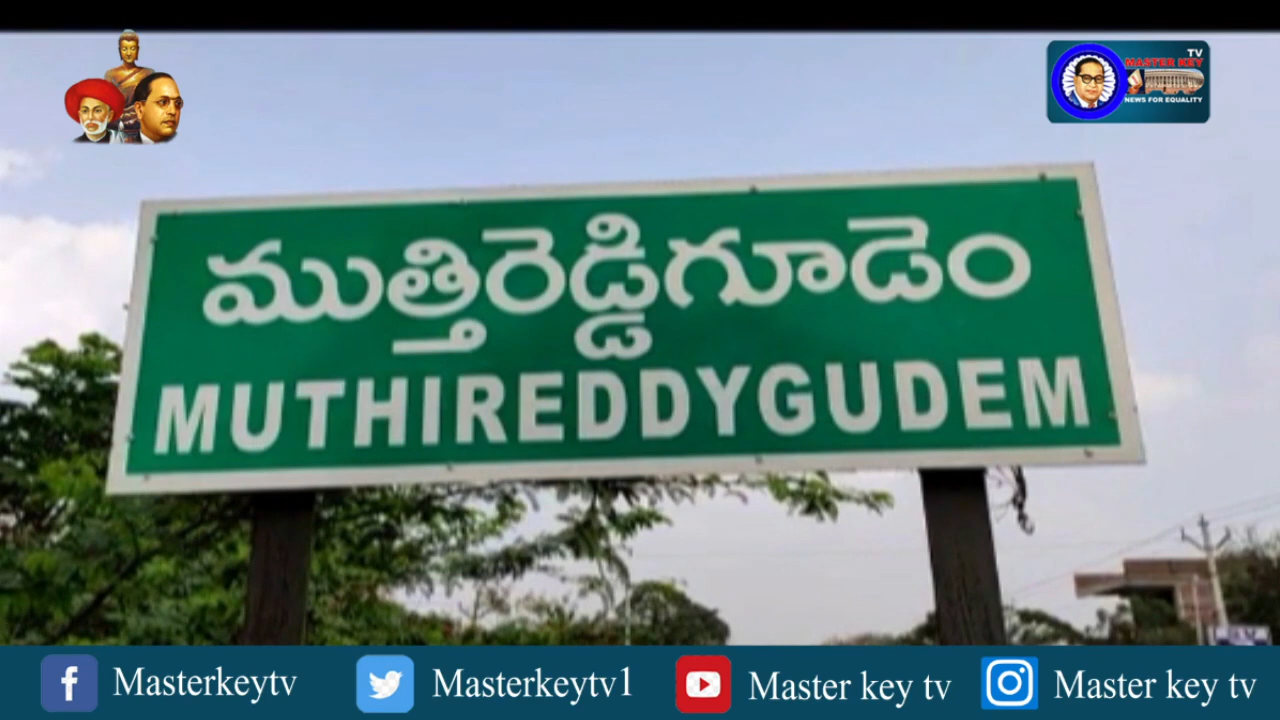 TV
MASTER KEY
NEWS FOR EQUALITY
ముత్తిరెడ్డిగూడెం
MUTHIREDDYGUDEM
Masterkeytv Masterkeytv1 Master key tv Master key tv